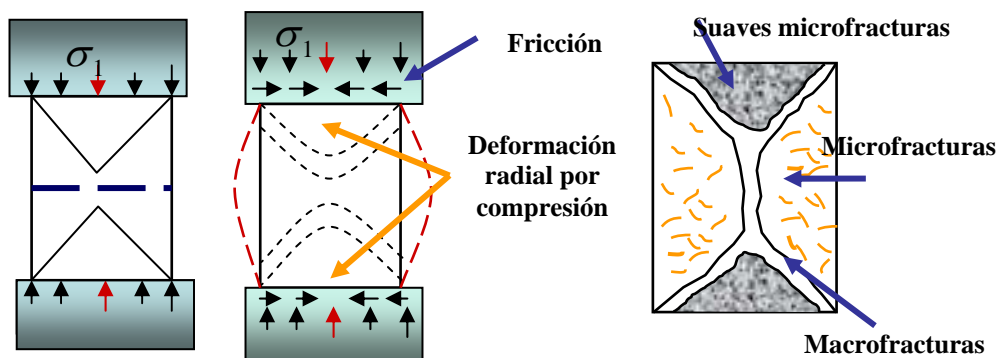 σ1
σ1
Fricción
Deformación
radial por
compresión
Suaves microfracturas
Microfracturas
Macrofracturas